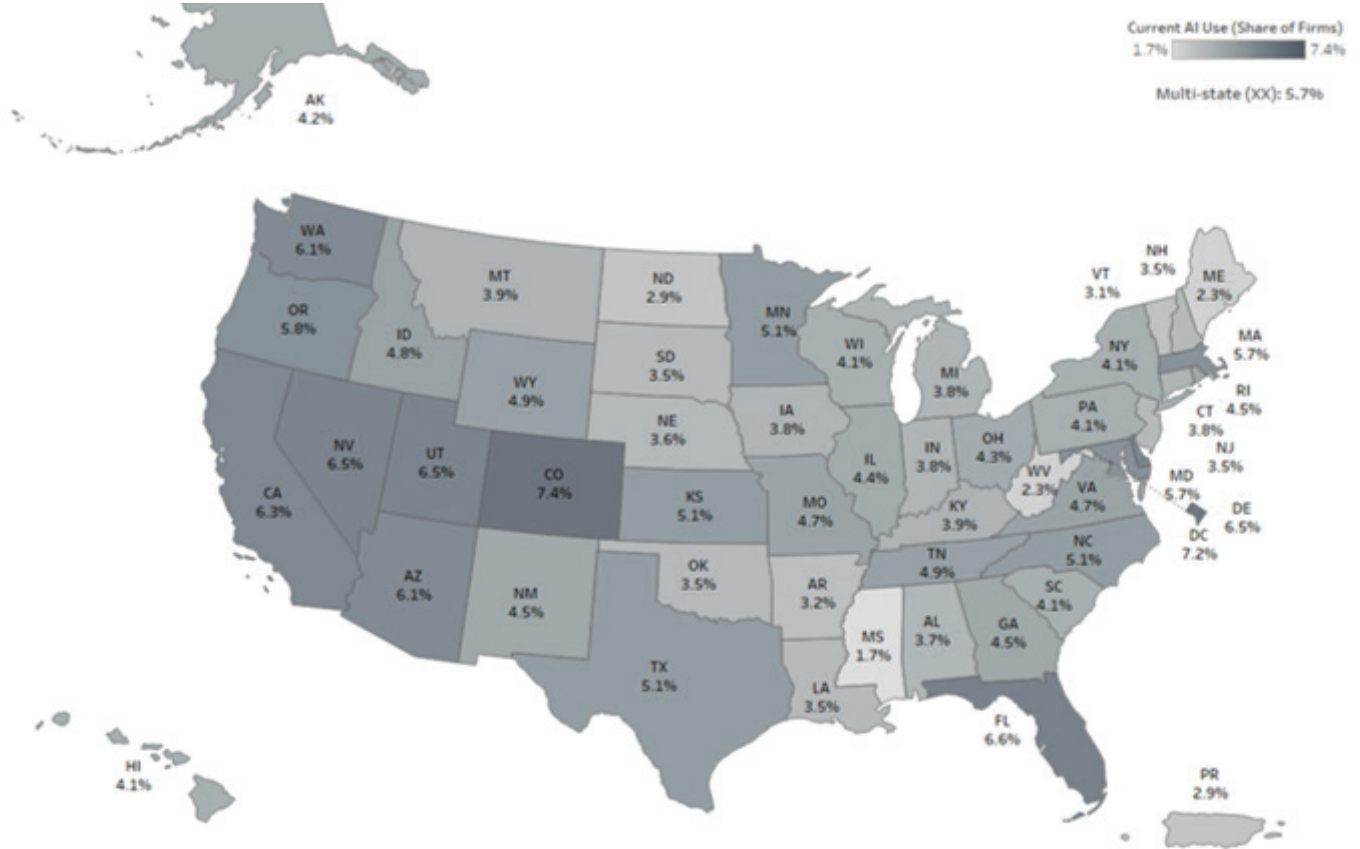 Current AI Use (Share of Firms)
1.7% 7.4%
Multi-state (XX): 5.7%
AK
4.2%
WA
6.1%
OR
5.8%
ID
4.8%
MT
3.9%
ND
2.9%
MN
5.1%
SD
3.5%
WI
4.1%
WY
4.9%
NE
3.6%
IA
3.8%
MI
3.8%
NY
4.1%
VT
3.1%
NH
3.5%
ME
2.3%
MA
5.7%
RI
4.5%
CT
3.8%
NJ
3.5%
PA
4.1%
CA
6.3%
NV
6.5%
UT
6.5%
CO
7.4%
KS
5.1%
MO
4.7%
IL
4.4%
IN
3.8%
OH
4.3%
WV
2.3%
VA
4.7%
MD
5.7%
DE
6.5%
DC
7.2%
KY
3.9%
AZ
6.1%
NM
4.5%
OK
3.5%
AR
3.2%
TN
4.9%
NC
5.1%
SC
4.1%
TX
5.1%
LA
3.5%
MS
1.7%
AL
3.7%
GA
4.5%
FL
6.6%
HI
4.1%
PR
2.9%